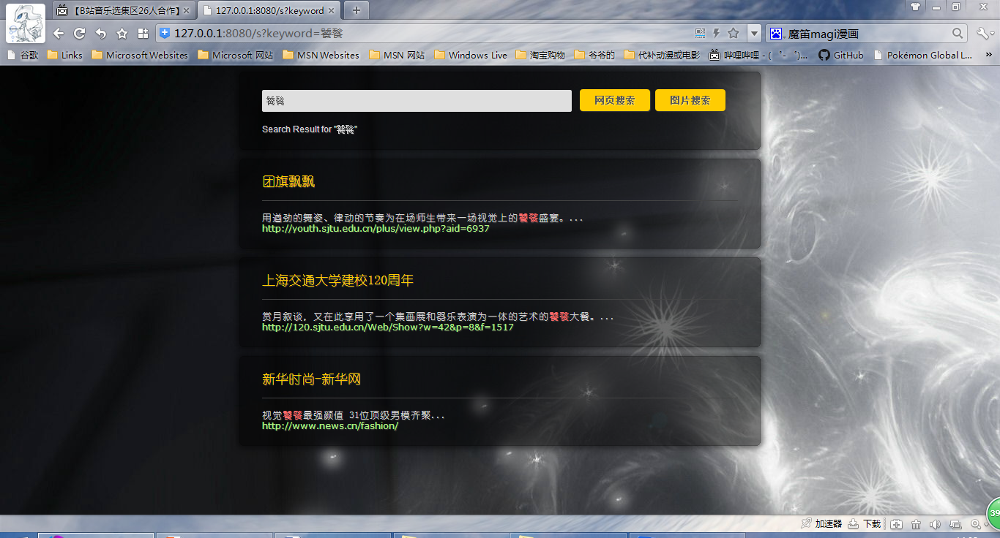 【B站音乐选集区26人合作】
127.0.0.1:8080/s?keyword
127.0.0.1:8080/s?keyword=饕餮
魔笛magi漫画
谷歌 Links Microsoft Websites Microsoft 网站 MSN Websites MSN 网站 Windows Live 淘宝购物 爷爷的 代补动漫或电影 哔哩哔哩 - ( ゜- ゜)... GitHub Pokémon Global L... »
饕餮 网页搜索 图片搜索
Search Result for "饕餮"
团旗飘飘
用遒劲的舞姿、律动的节奏为在场师生带来一场视觉上的饕餮盛宴。...
http://youth.sjtu.edu.cn/plus/view.php?aid=6937
上海交通大学建校120周年
赏月叙谈，又在此享用了一个集画展和器乐表演为一体的艺术的饕餮大餐。...
http://120.sjtu.edu.cn/Web/Show?w=42&p=8&f=1517
新华时尚-新华网
视觉饕餮最强颜值 31位顶级男模齐聚...
http://www.news.cn/fashion/
39
加速器 下载